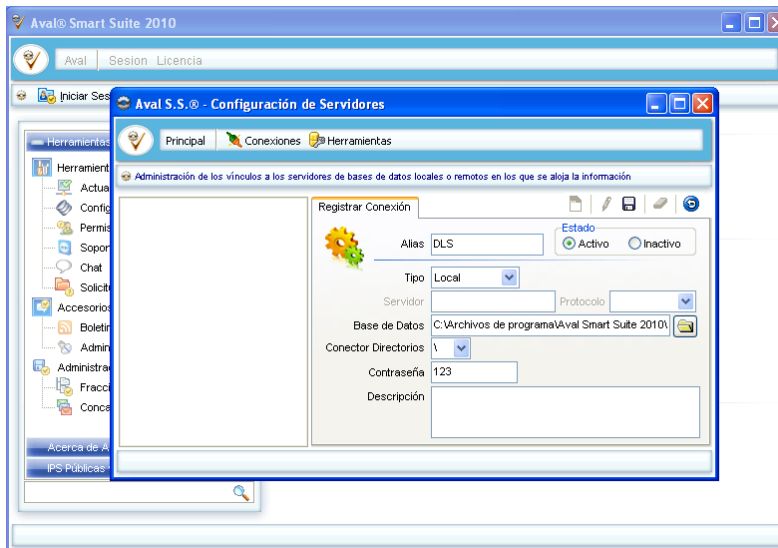 Aval® Smart Suite 2010
Aval Sesion Licencia
Iniciar Ses
Aval S.S.® - Configuración de Servidores
Principal Conexiones Herramientas
Administración de los vínculos a los servidores de bases de datos locales o remotos en los que se aloja la información
Herramientas
Herramient
Actua
Config
Permis
Sopor
Chat
Solicit
Accesorios
Boletin
Admin
Administra
Fracci
Conca
Acerca de A
IPS Públicas
Registrar Conexión
Alias DLS
Estado
Activo Inactivo
Tipo Local
Servidor Protocolo
Base de Datos C:\Archivos de programa\Aval Smart Suite 2010\
Conector Directorios \
Contraseña 123
Descripción